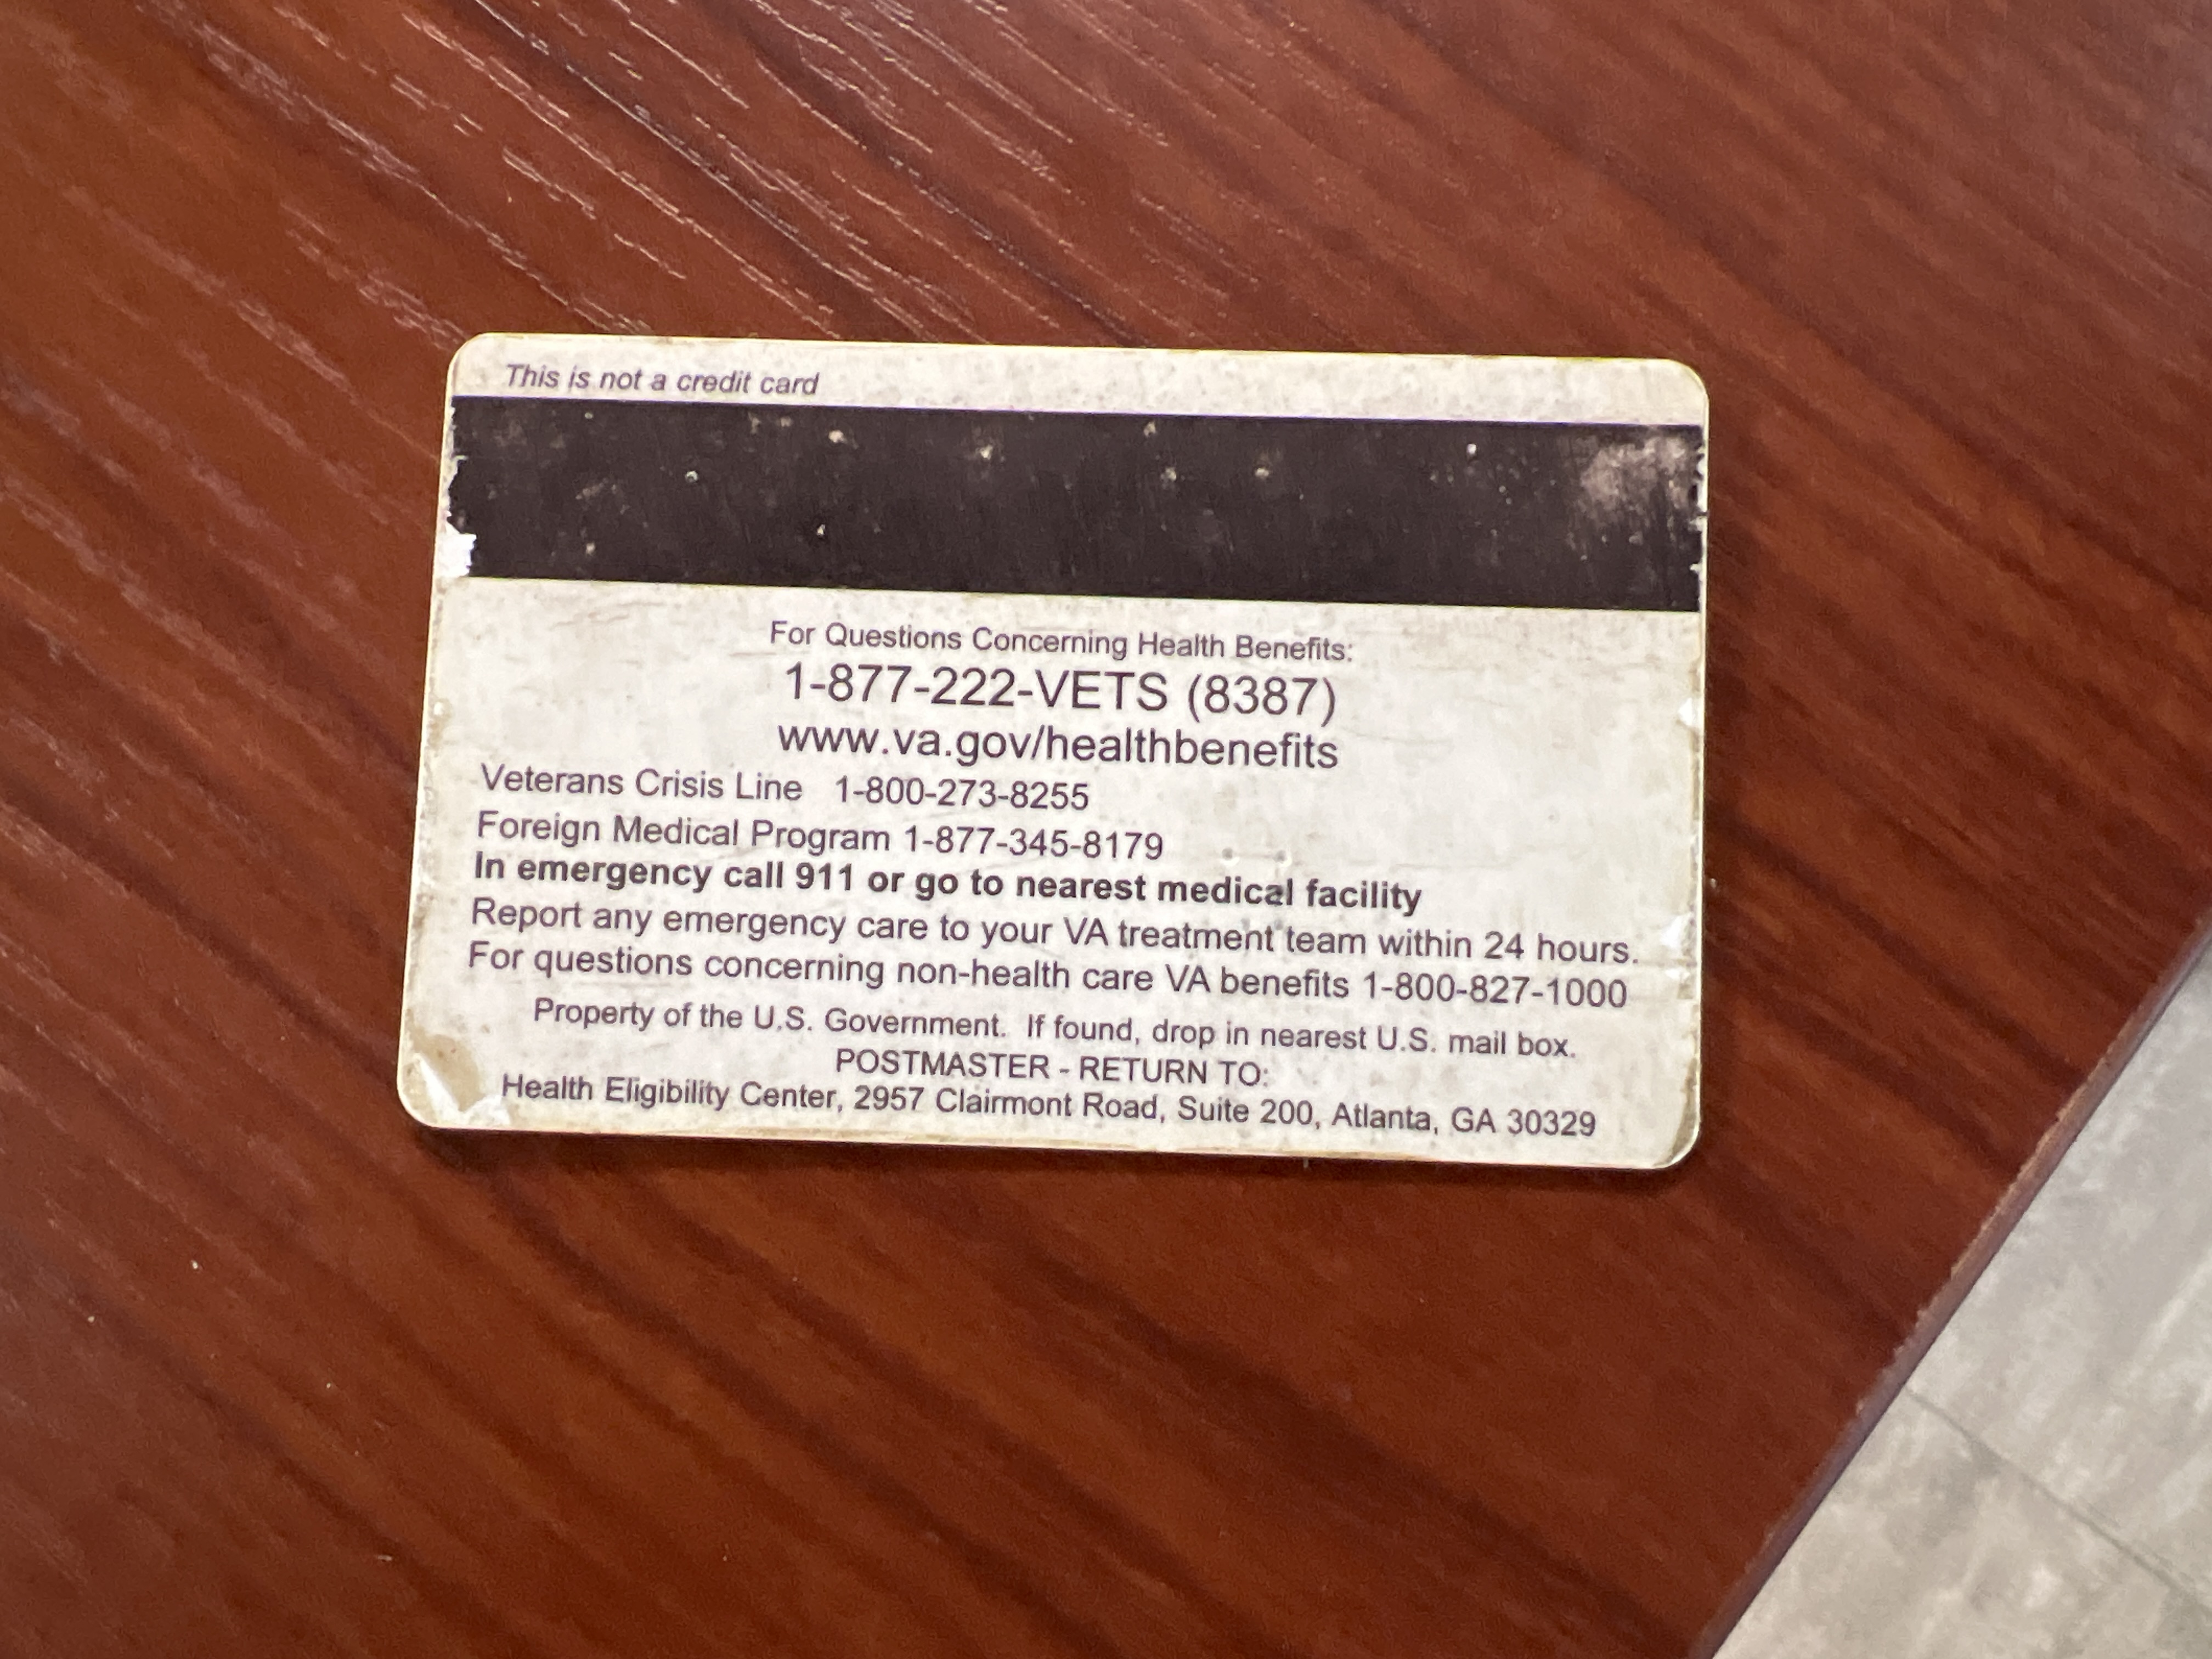 This is not a credit card
For Questions Concerning Health Benefits:
1-877-222-VETS (8387)
www.va.gov/healthbenefits
Veterans Crisis Line 1-800-273-8255
Foreign Medical Program 1-877-345-8179
In emergency call 911 or go to nearest medical facility
Report any emergency care to your VA treatment team within 24 hours.
For questions concerning non-health care VA benefits 1-800-827-1000
Property of the U.S. Government. If found, drop in nearest U.S. mail box.
POSTMASTER - RETURN TO:
Health Eligibility Center, 2957 Clairmont Road, Suite 200, Atlanta, GA 30329